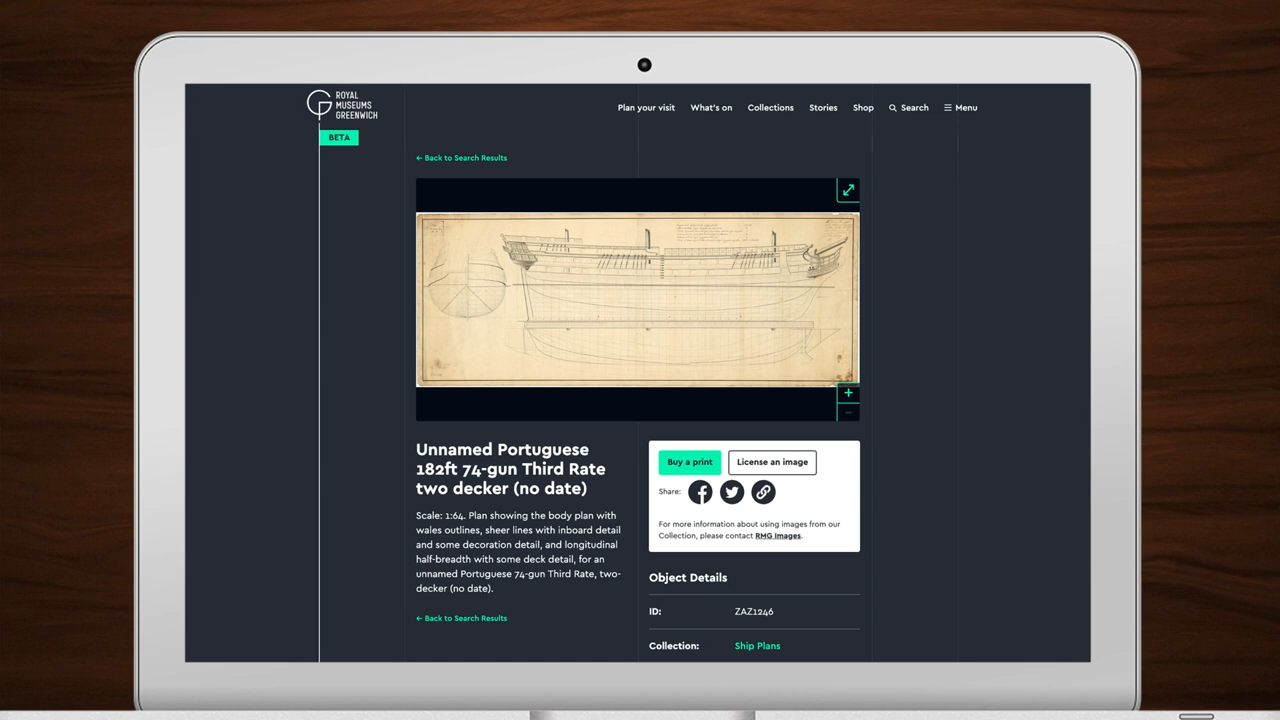 ROYAL
MUSEUMS
GREENWICH
Plan your visit
What's on
Collections
Stories
Shop
Search
Menu
BETA
← Back to Search Results
Unnamed Portuguese
182ft 74-gun Third Rate
two decker (no date)
Scale: 1:64. Plan showing the body plan with
wales outlines, sheer lines with inboard detail
and some decoration detail, and longitudinal
half-breadth with some deck detail, for an
unnamed Portuguese 74-gun Third Rate, two-
decker (no date).
← Back to Search Results
Buy a print
License an image
Share:
For more information about using images from our
Collection, please contact RMG Images.
Object Details
ID: ZAZ1246
Collection: Ship Plans